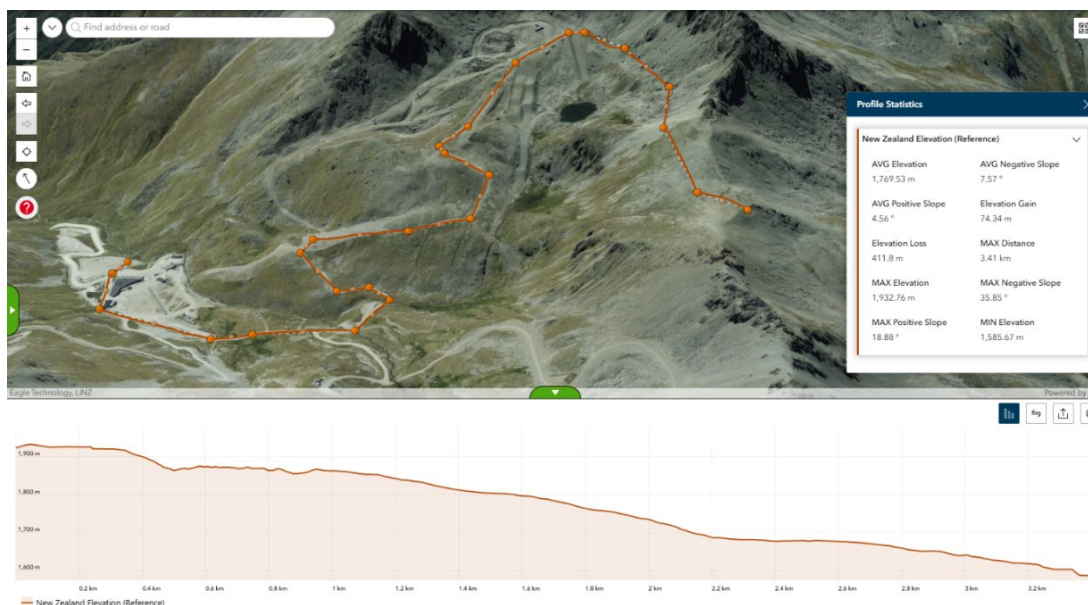 +
Find address or road
−
?
Profile Statistics
New Zealand Elevation (Reference)
AVG Elevation
AVG Negative Slope
1,769.53 m
7.57 °
AVG Positive Slope
Elevation Gain
4.56 °
74.34 m
Elevation Loss
MAX Distance
411.8 m
3.41 km
MAX Elevation
MAX Negative Slope
1,932.76 m
35.85 °
MAX Positive Slope
MIN Elevation
18.88 °
1,585.67 m
Eagle Technology, LINZ
Powered by
1,900 m
1,800 m
1,700 m
1,600 m
0.2 km 0.4 km 0.6 km 0.8 km 1 km 1.2 km 1.4 km 1.6 km 1.8 km 2 km 2.2 km 2.4 km 2.6 km 2.8 km 3 km 3.2 km
New Zealand Elevation (Reference)